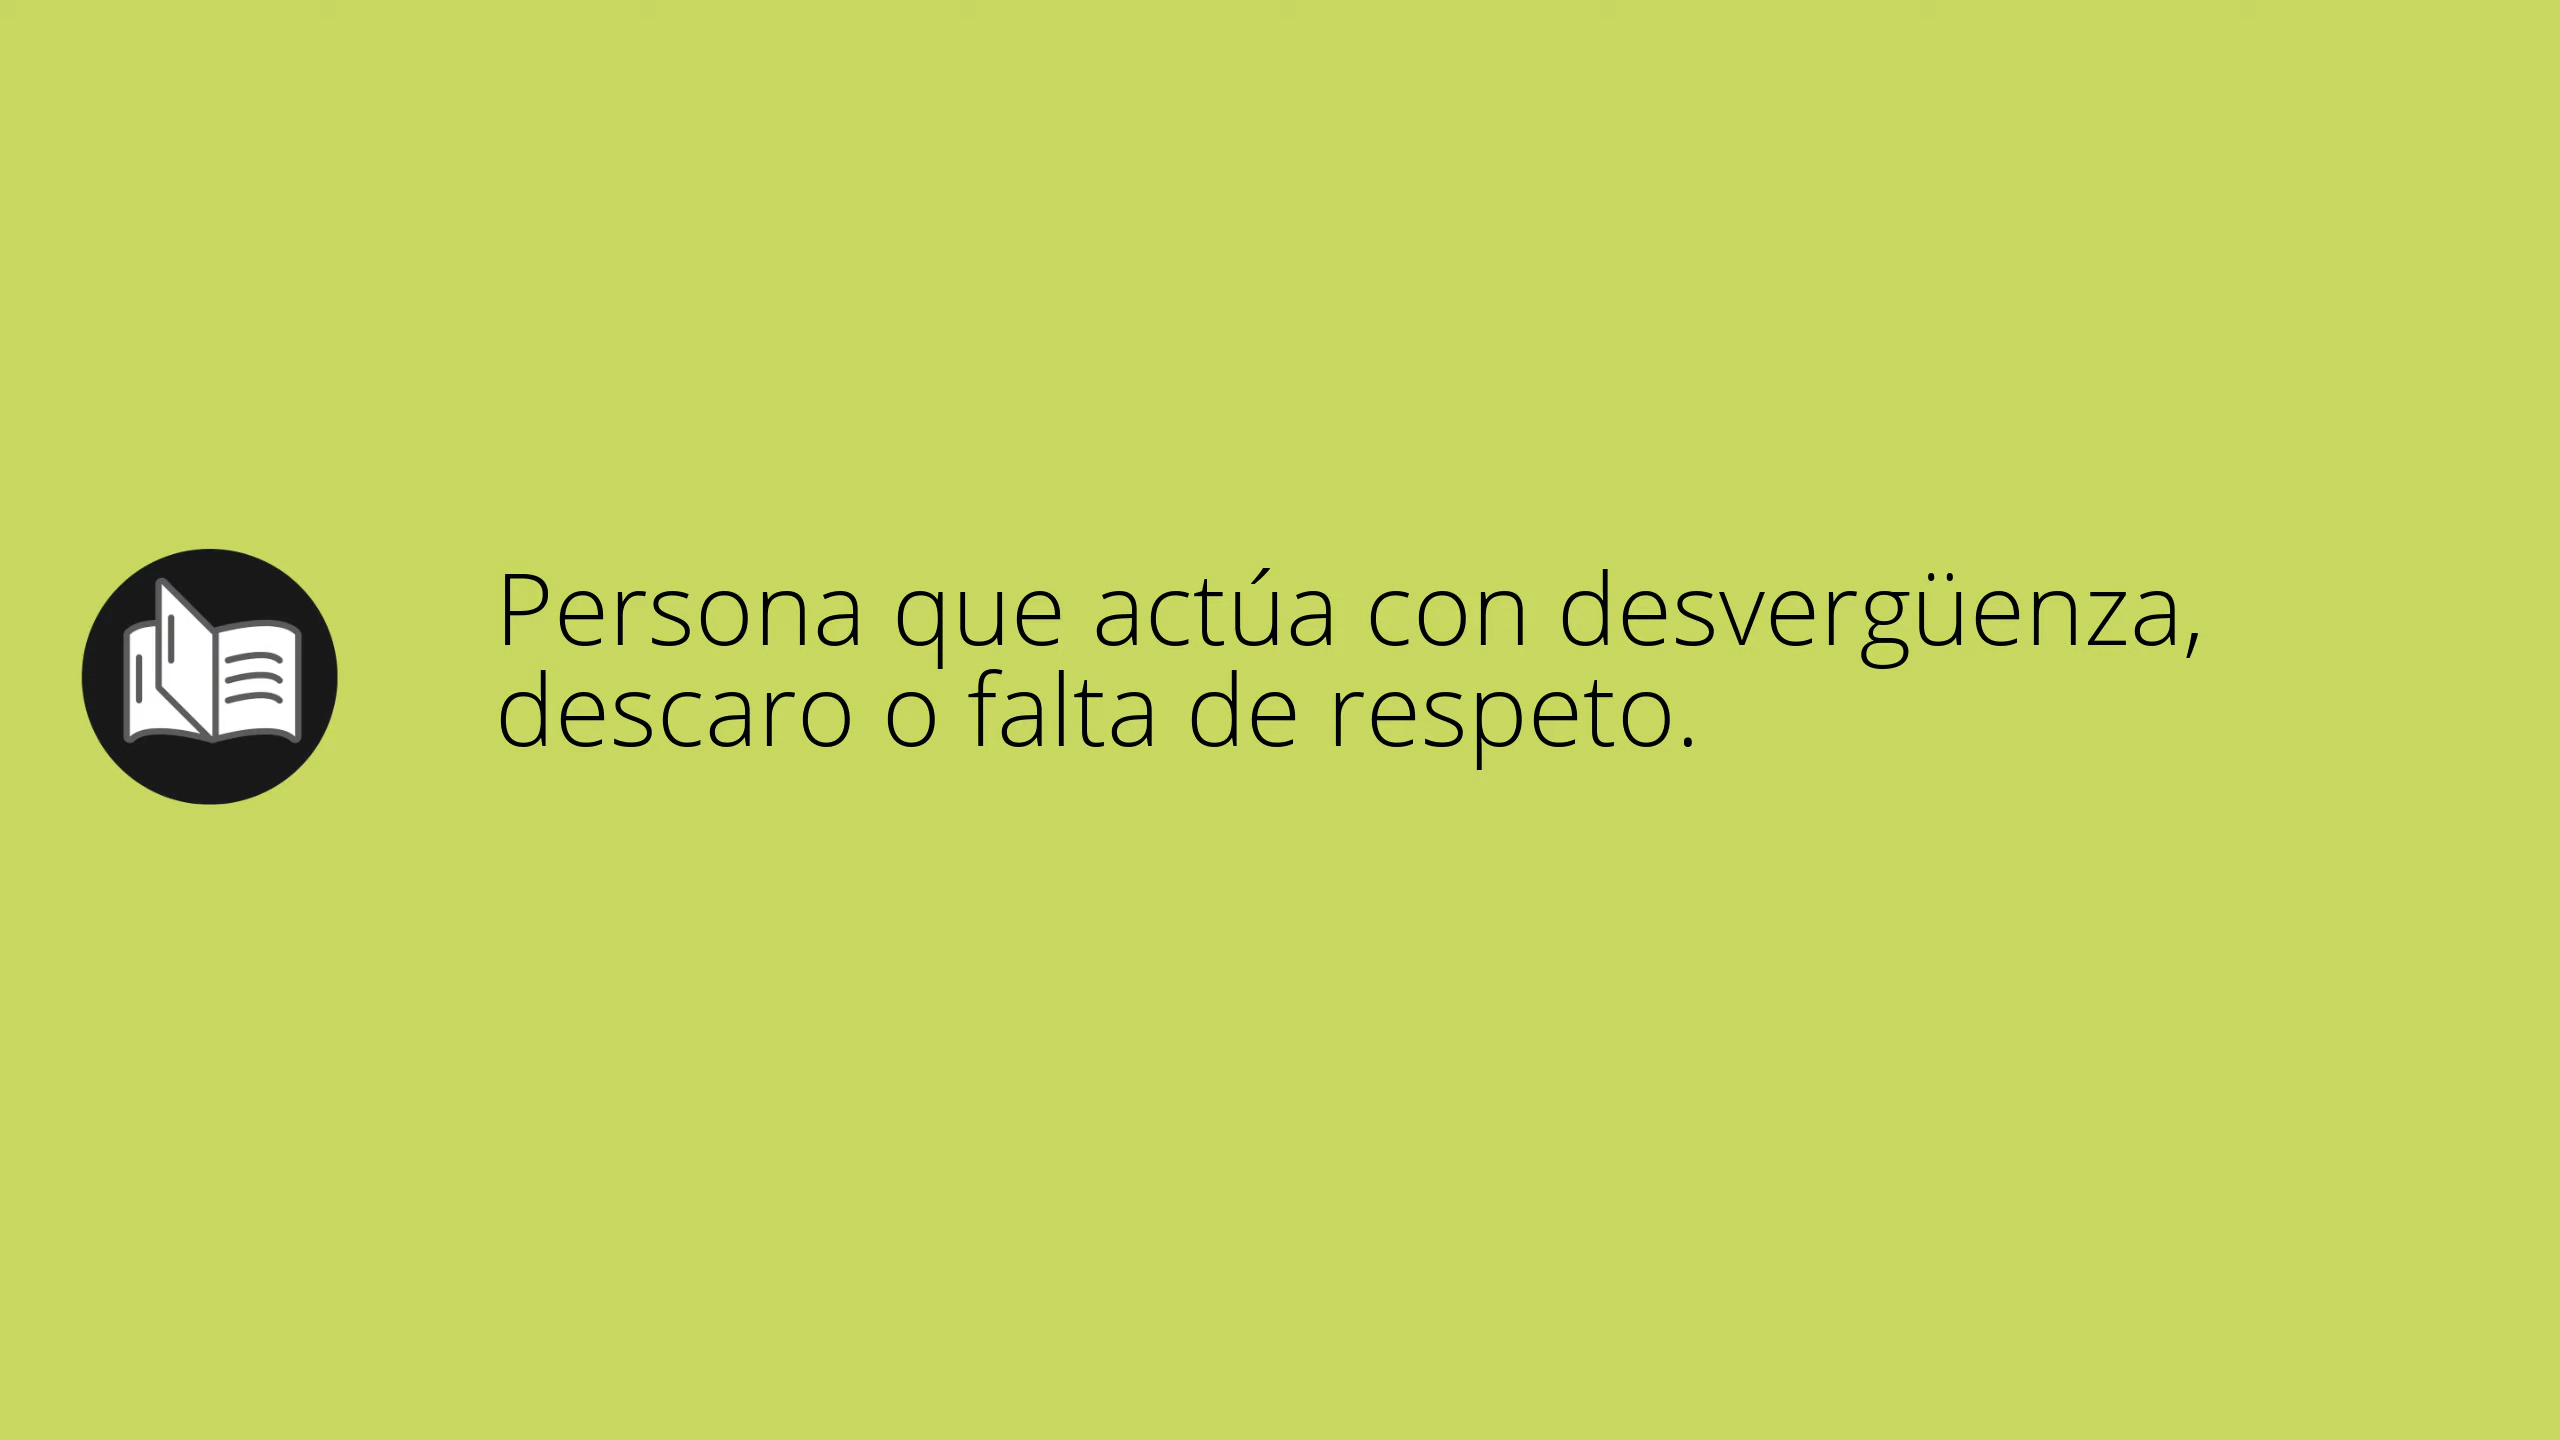 Persona que actúa con desvergüenza,
descaro o falta de respeto.